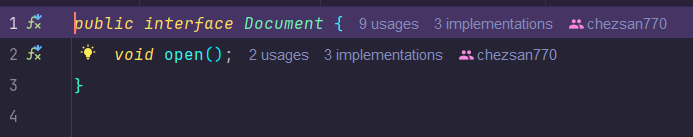 1 public interface Document { 9 usages 3 implementations chezsan770
2 void open(); 2 usages 3 implementations chezsan770
3 }
4